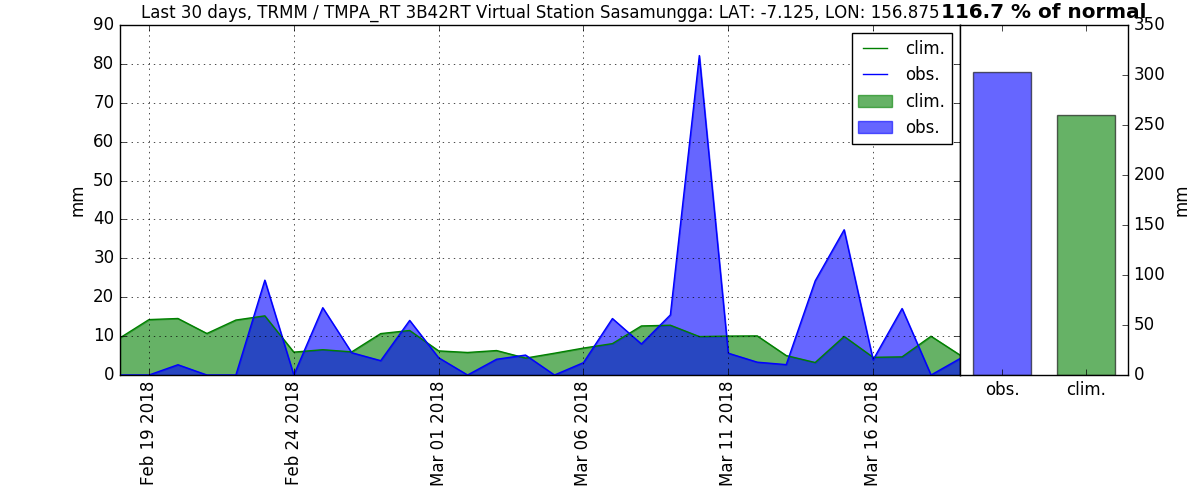 Last 30 days, TRMM / TMPA_RT 3B42RT Virtual Station Sasamungga: LAT: -7.125, LON: 156.875
116.7 % of normal
90
80
70
60
50
40
30
20
10
0
mm
clim.
obs.
clim.
obs.
Feb 19 2018
Feb 24 2018
Mar 01 2018
Mar 06 2018
Mar 11 2018
Mar 16 2018
350
300
250
200
150
100
50
0
mm
obs.
clim.